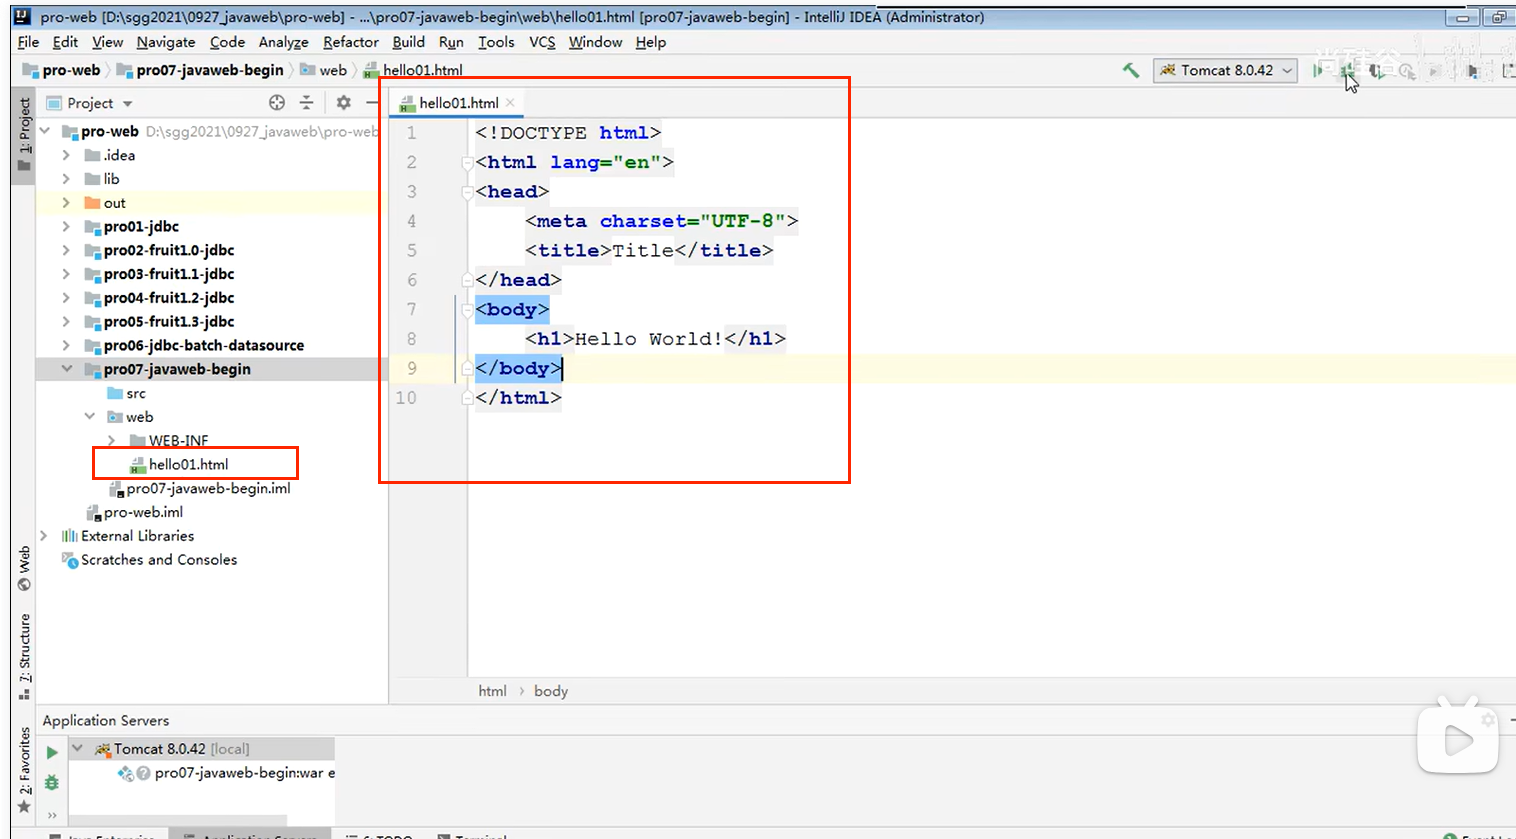 pro-web [D:\sgg2021\0927_javaweb\pro-web] - ...\pro07-javaweb-begin\web\hello01.html [pro07-javaweb-begin] - IntelliJ IDEA (Administrator)
File Edit View Navigate Code Analyze Refactor Build Run Tools VCS Window Help
pro-web pro07-javaweb-begin web hello01.html Tomcat 8.0.42
尚硅谷
1: Project
Project
pro-web D:\sgg2021\0927_javaweb\pro-web
.idea
lib
out
pro01-jdbc
pro02-fruit1.0-jdbc
pro03-fruit1.1-jdbc
pro04-fruit1.2-jdbc
pro05-fruit1.3-jdbc
pro06-jdbc-batch-datasource
pro07-javaweb-begin
src
web
WEB-INF
hello01.html
pro07-javaweb-begin.iml
pro-web.iml
External Libraries
Scratches and Consoles
hello01.html
1 <!DOCTYPE html>
2 <html lang="en">
3 <head>
4 <meta charset="UTF-8">
5 <title>Title</title>
6 </head>
7 <body>
8 <h1>Hello World!</h1>
9 </body>
10 </html>
html › body
Web
7: Structure
2: Favorites
Application Servers
Tomcat 8.0.42 [local]
pro07-javaweb-begin:war e